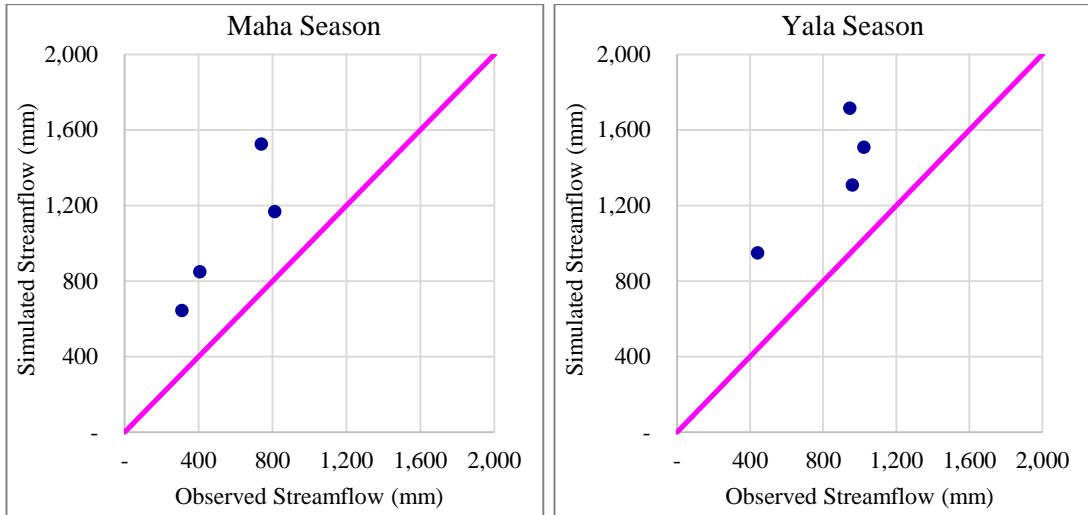 Maha Season
2,000
1,600
1,200
800
400
-
Simulated Streamflow (mm)
- 400 800 1,200 1,600 2,000
Observed Streamflow (mm)
Yala Season
2,000
1,600
1,200
800
400
-
Simulated Streamflow (mm)
- 400 800 1,200 1,600 2,000
Observed Streamflow (mm)